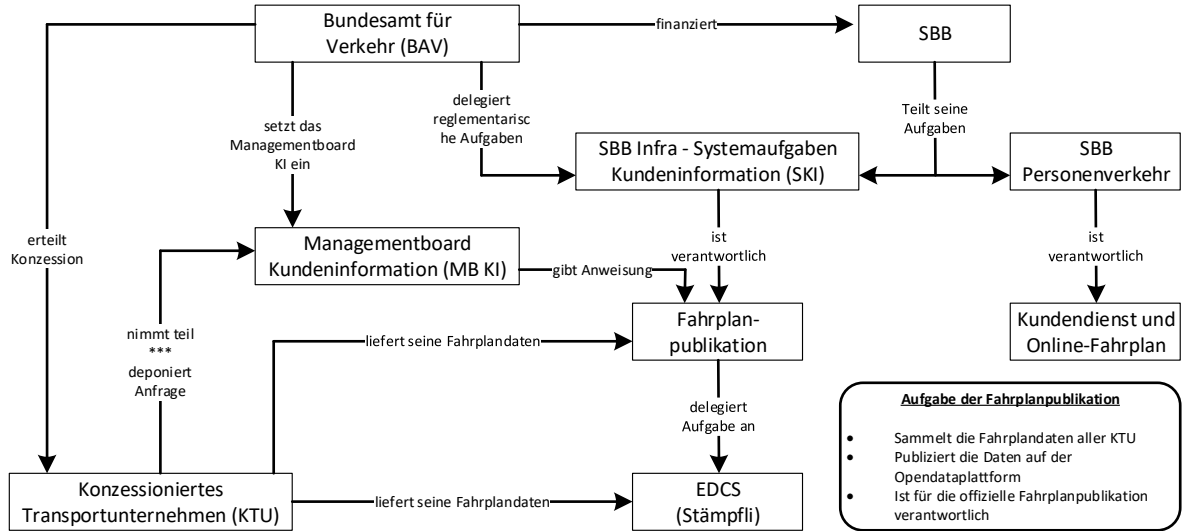 Bundesamt für
Verkehr (BAV)
finanziert
SBB
delegiert
reglementarisc
he Aufgaben
Teilt seine
Aufgaben
setzt das
Managementboard
KI ein
SBB Infra - Systemaufgaben
Kundeninformation (SKI)
SBB
Personenverkehr
erteilt
Konzession
Managementboard
Kundeninformation (MB KI)
ist
verantwortlich
ist
verantwortlich
gibt Anweisung
Fahrplan-
publikation
Kundendienst und
Online-Fahrplan
nimmt teil
***
deponiert
Anfrage
liefert seine Fahrplandaten
delegiert
Aufgabe an
Aufgabe der Fahrplanpublikation
• Sammelt die Fahrplandaten aller KTU
• Publiziert die Daten auf der
Opendataplattform
• Ist für die offizielle Fahrplanpublikation
verantwortlich
Konzessioniertes
Transportunternehmen (KTU)
liefert seine Fahrplandaten
EDCS
(Stämpfli)